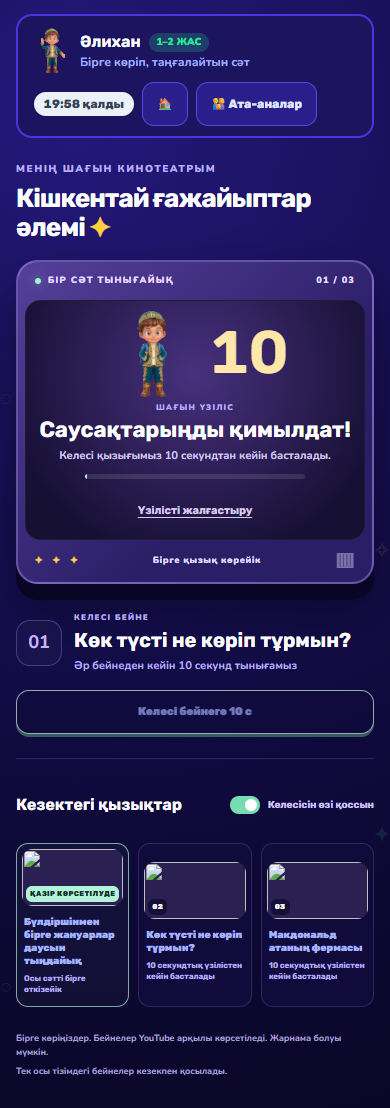 Әлихан
1–2 ЖАС
Бірге көріп, таңғалайтын сәт
19:58 қалды
Ата-аналар
МЕНІҢ ШАҒЫН КИНОТЕАТРЫМ
Кішкентай ғажайыптар
әлемі
БІР СӘТ ТЫНЫҒАЙЫҚ
01 / 03
10
ШАҒЫН ҮЗІЛІС
Саусақтарыңды қимылдат!
Келесі қызығымыз 10 секундтан кейін басталады.
Үзілісті жалғастыру
Бірге қызық көрейік
01
КЕЛЕСІ БЕЙНЕ
Көк түсті не көріп тұрмын?
Әр бейнеден кейін 10 секунд тынығамыз
Келесі бейнеге 10 с
Кезектегі қызықтар
Келесін өзі қоссын
ҚАЗІР КӨРСЕТІЛУДЕ
Бүлдіршінмен
бірге жануарлар
даусын
тыңдайық
Осы сәтті бірге
өткізейік
02
Көк түсті не көріп
тұрмын?
10 секундтық үзілістен
кейін басталады
03
Макдональд
атаның фермасы
10 секундтық үзілістен
кейін басталады
Бірге көріңіздер. Бейнелер YouTube арқылы көрсетіледі. Жарнама болуы
мүмкін.
Тек осы тізімдегі бейнелер кезекпен қосылады.